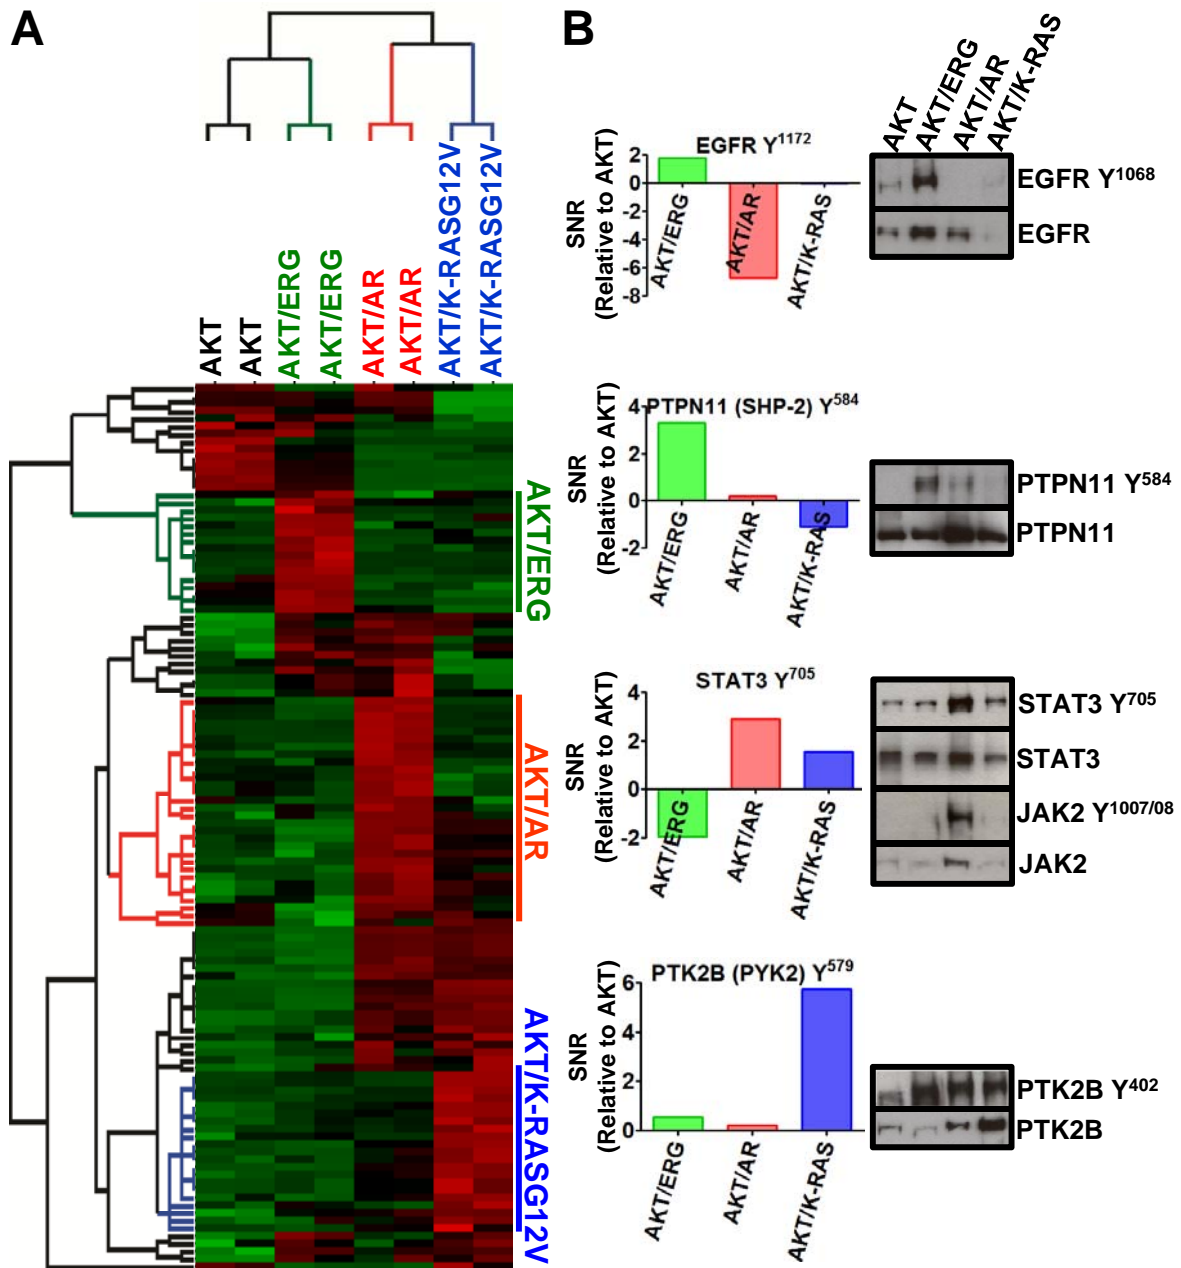 A
AKT
AKT
AKT/ERG
AKT/ERG
AKT/AR
AKT/AR
AKT/K-RASG12V
AKT/K-RASG12V
AKT/ERG
AKT/AR
AKT/K-RASG12V
B
AKT
AKT/ERG
AKT/AR
AKT/K-RAS
EGFR Y1172
SNR
(Relative to AKT)
2
0
-2
-4
-6
-8
AKT/ERG
AKT/AR
AKT/K-RAS
EGFR Y1068
EGFR
PTPN11 (SHP-2) Y584
SNR
(Relative to AKT)
4
2
0
-2
AKT/ERG
AKT/AR
AKT/K-RAS
PTPN11 Y584
PTPN11
STAT3 Y705
SNR
(Relative to AKT)
4
2
0
-2
AKT/ERG
AKT/AR
AKT/K-RAS
STAT3 Y705
STAT3
JAK2 Y1007/08
JAK2
PTK2B (PYK2) Y579
SNR
(Relative to AKT)
6
4
2
0
AKT/ERG
AKT/AR
AKT/K-RAS
PTK2B Y402
PTK2B